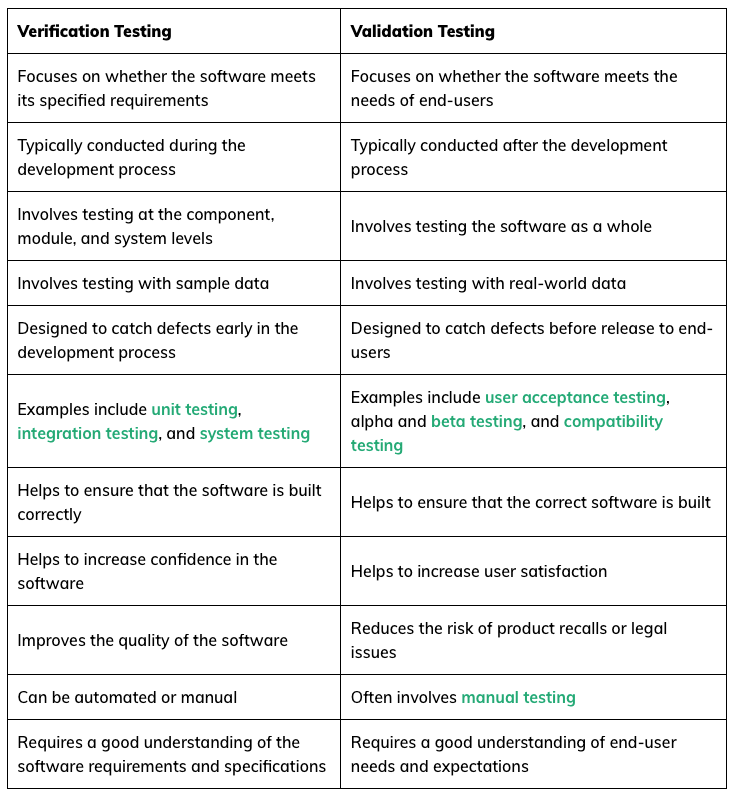 Verification Testing
Validation Testing
Focuses on whether the software meets
its specified requirements
Focuses on whether the software meets the
needs of end-users
Typically conducted during the
development process
Typically conducted after the development
process
Involves testing at the component,
module, and system levels
Involves testing the software as a whole
Involves testing with sample data
Involves testing with real-world data
Designed to catch defects early in the
development process
Designed to catch defects before release to end-
users
Examples include unit testing,
integration testing, and system testing
Examples include user acceptance testing,
alpha and beta testing, and compatibility
testing
Helps to ensure that the software is built
correctly
Helps to ensure that the correct software is built
Helps to increase confidence in the
software
Helps to increase user satisfaction
Improves the quality of the software
Reduces the risk of product recalls or legal
issues
Can be automated or manual
Often involves manual testing
Requires a good understanding of the
software requirements and specifications
Requires a good understanding of end-user
needs and expectations